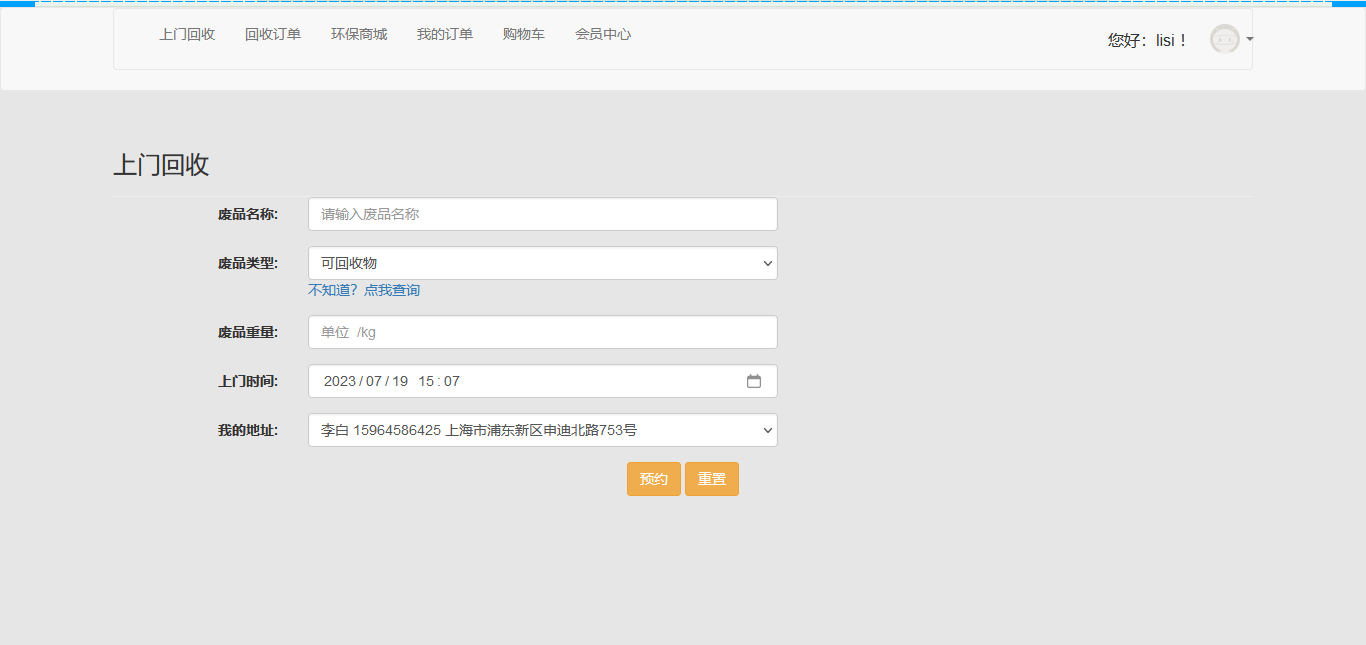 上门回收 回收订单 环保商城 我的订单 购物车 会员中心 您好：lisi！
上门回收
废品名称: 请输入废品名称
废品类型: 可回收物
不知道？点我查询
废品重量: 单位 /kg
上门时间: 2023/07/19 15:07
我的地址: 李白 15964586425 上海市浦东新区申迪北路753号
预约 重置